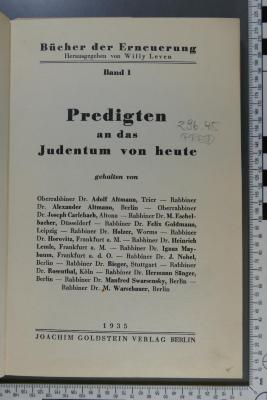 Bücher der Erneuerung
Herausgegeben von Willy Leven
Band 1
Predigten
an das
Judentum von heute
296.45
gehalten von
Oberrabbiner Dr. Adolf Altmann, Trier — Rabbiner
Dr. Alexander Altmann, Berlin — Oberrabbiner
Dr. Joseph Carlebach, Altona — Rabbiner Dr. M. Eschel-
bacher, Düsseldorf — Rabbiner Dr. Felix Goldmann,
Leipzig — Rabbiner Dr. Holzer, Worms — Rabbiner
Dr. Horovitz, Frankfurt a. M. — Rabbiner Dr. Heinrich
Lemle, Frankfurt a. M. — Rabbiner Dr. Ignaz May-
baum, Frankfurt a. d. O. — Rabbiner Dr. J. Nobel,
Berlin — Rabbiner Dr. Rieger, Stuttgart — Rabbiner
Dr. Rosenthal, Köln — Rabbiner Dr. Hermann Sänger,
Berlin — Rabbiner Dr. Manfred Swarsensky, Berlin —
Rabbiner Dr. M. Warschauer, Berlin
1935
JOACHIM GOLDSTEIN VERLAG BERLIN